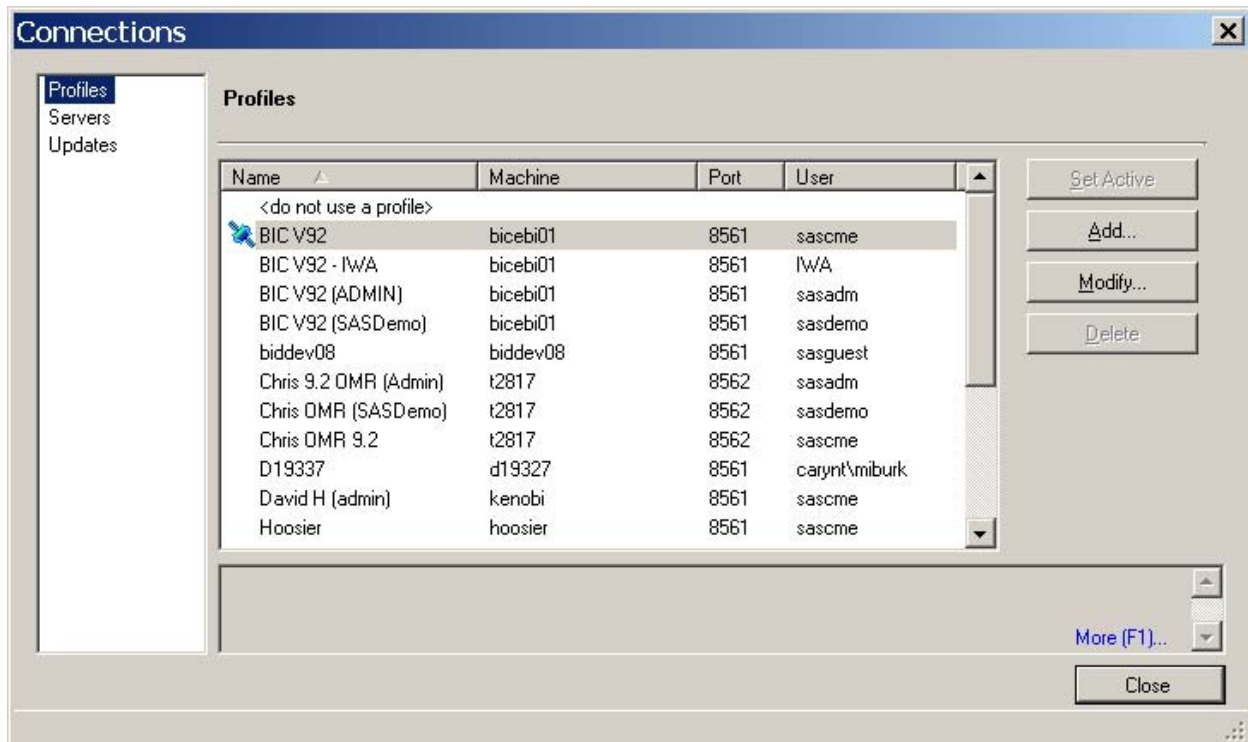 Connections
Profiles
Servers
Updates
Profiles
Name Machine Port User
<do not use a profile>
BIC V92 bicebi01 8561 sascme
BIC V92 - IWA bicebi01 8561 IWA
BIC V92 (ADMIN) bicebi01 8561 sasadm
BIC V92 (SASDemo) bicebi01 8561 sasdemo
biddev08 biddev08 8561 sasguest
Chris 9.2 OMR (Admin) t2817 8562 sasadm
Chris OMR (SASDemo) t2817 8562 sasdemo
Chris OMR 9.2 t2817 8562 sascme
D19337 d19327 8561 carynt\miburk
David H (admin) kenobi 8561 sascme
Hoosier hoosier 8561 sascme
Set Active
Add...
Modify...
Delete
More (F1)...
Close